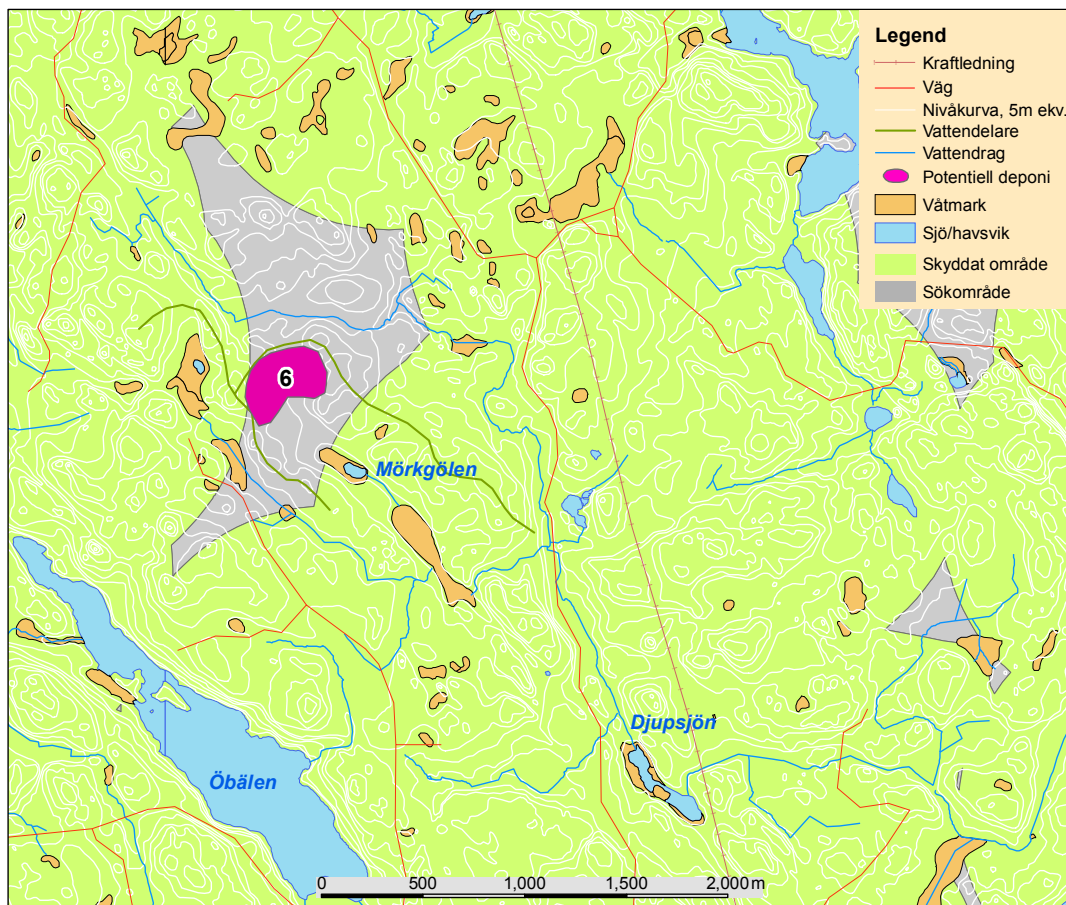 Legend
Kraftledning
Väg
Nivåkurva, 5m ekv.
Vattendelare
Vattendrag
Potentiell deponi
Våtmark
Sjö/havsvik
Skyddat område
Sökområde
6
Mörkgölen
Djupsjön
Öbälen
0 500 1,000 1,500 2,000 m